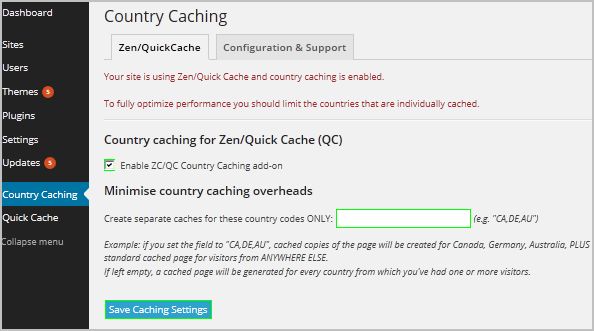 Dashboard
Sites
Users
Themes 5
Plugins
Settings
Updates 5
Country Caching
Quick Cache
Collapse menu
Country Caching
Zen/QuickCache
Configuration & Support
Your site is using Zen/Quick Cache and country caching is enabled.
To fully optimize performance you should limit the countries that are individually cached.
Country caching for Zen/Quick Cache (QC)
Enable ZC/QC Country Caching add-on
Minimise country caching overheads
Create separate caches for these country codes ONLY: (e.g. "CA,DE,AU")
Example: if you set the field to "CA,DE,AU", cached copies of the page will be created for Canada, Germany, Australia, PLUS
standard cached page for visitors from ANYWHERE ELSE.
If left empty, a cached page will be generated for every country from which you've had one or more visitors.
Save Caching Settings